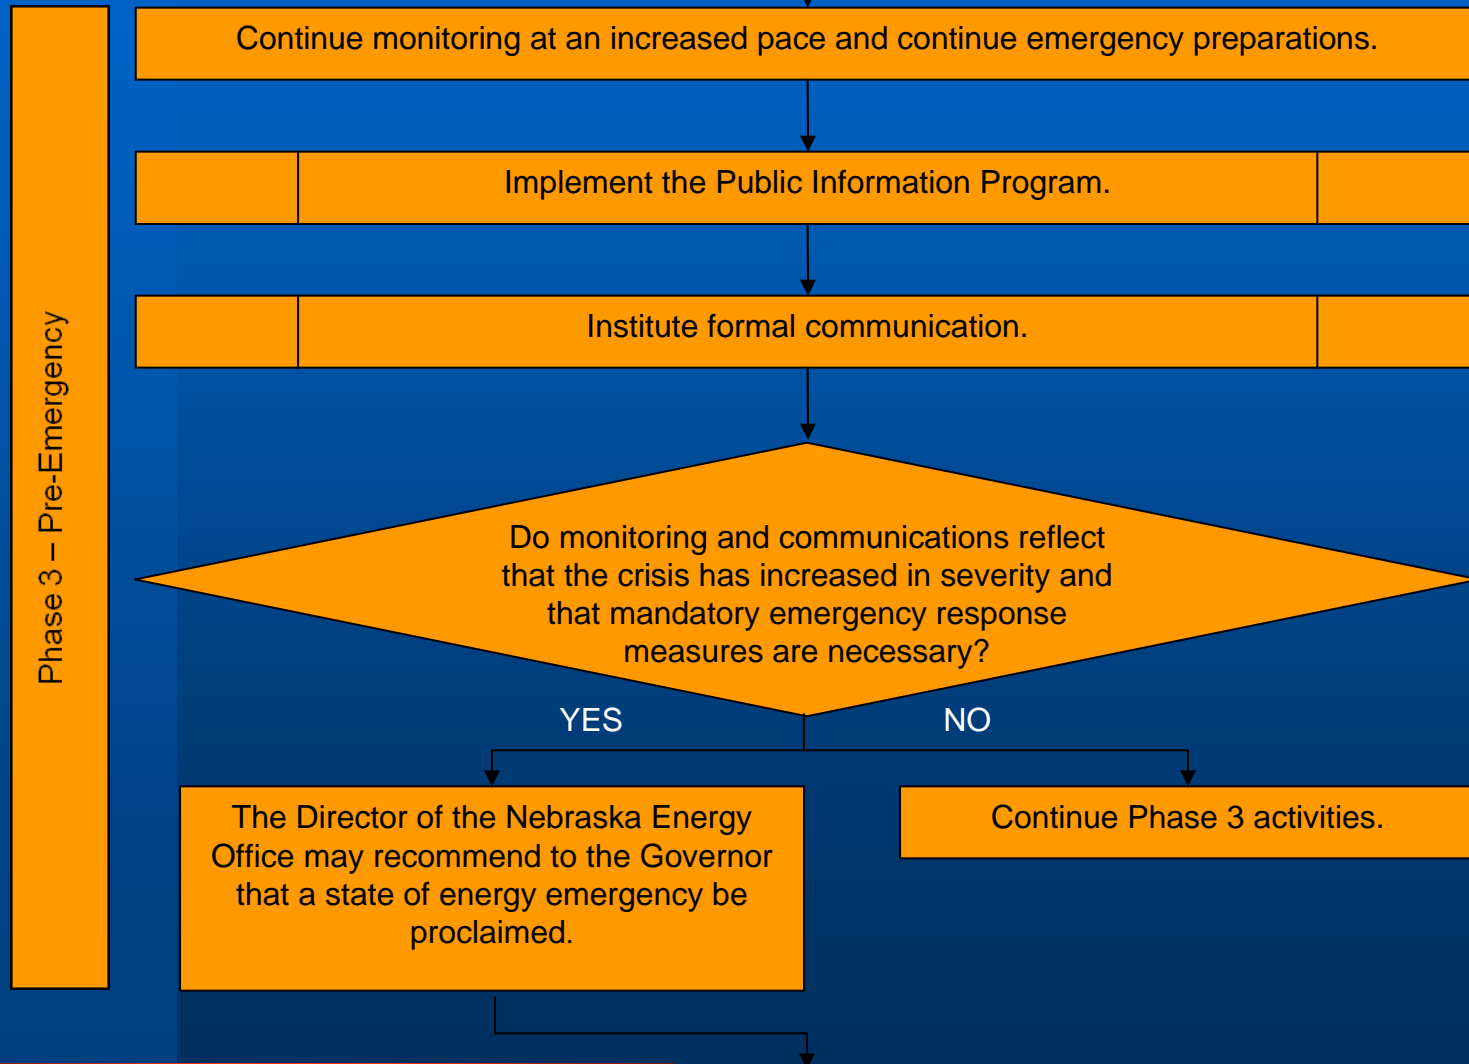 Continue monitoring at an increased pace and continue emergency preparations.
Implement the Public Information Program.
Institute formal communication.
Phase 3 – Pre-Emergency
Do monitoring and communications reflect
that the crisis has increased in severity and
that mandatory emergency response
measures are necessary?
YES
NO
The Director of the Nebraska Energy
Office may recommend to the Governor
that a state of energy emergency be
proclaimed.
Continue Phase 3 activities.